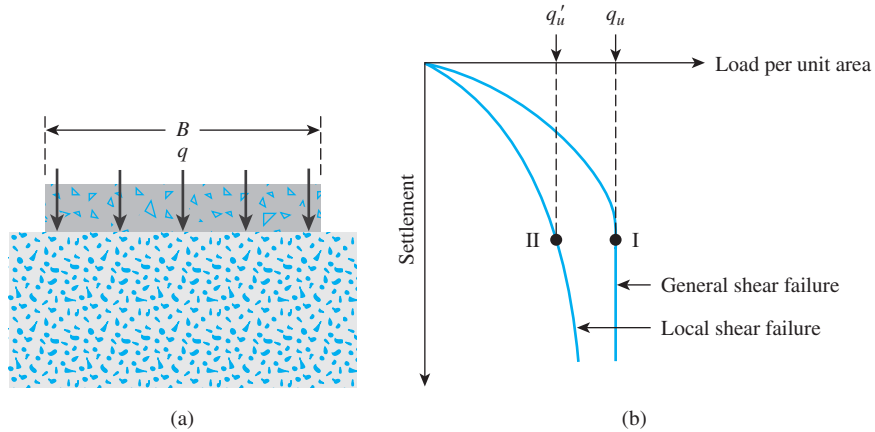 B
q
(a)
q'u
qu
Load per unit area
Settlement
II
I
General shear failure
Local shear failure
(b)